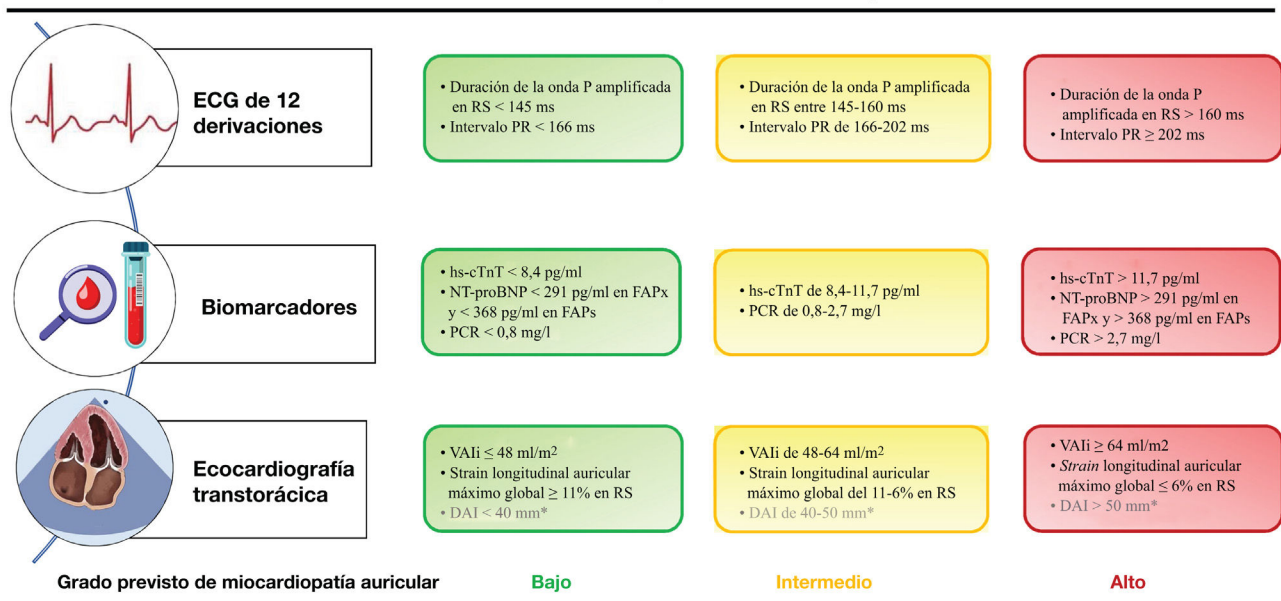 ECG de 12
derivaciones
• Duración de la onda P amplificada
en RS < 145 ms
• Intervalo PR < 166 ms
• Duración de la onda P amplificada
en RS entre 145-160 ms
• Intervalo PR de 166-202 ms
• Duración de la onda P
amplificada en RS > 160 ms
• Intervalo PR ≥ 202 ms
Biomarcadores
• hs-cTnT < 8,4 pg/ml
• NT-proBNP < 291 pg/ml en FAPx
y < 368 pg/ml en FAPs
• PCR < 0,8 mg/l
• hs-cTnT de 8,4-11,7 pg/ml
• PCR de 0,8-2,7 mg/l
• hs-cTnT > 11,7 pg/ml
• NT-proBNP > 291 pg/ml en
FAPx y > 368 pg/ml en FAPs
• PCR > 2,7 mg/l
Ecocardiografía
transtorácica
• VAIi ≤ 48 ml/m²
• Strain longitudinal auricular
máximo global ≥ 11% en RS
• DAI < 40 mm*
• VAIi de 48-64 ml/m²
• Strain longitudinal auricular
máximo global del 11-6% en RS
• DAI de 40-50 mm*
• VAIi ≥ 64 ml/m2
• Strain longitudinal auricular
máximo global ≤ 6% en RS
• DAI > 50 mm*
Grado previsto de miocardiopatía auricular
Bajo
Intermedio
Alto